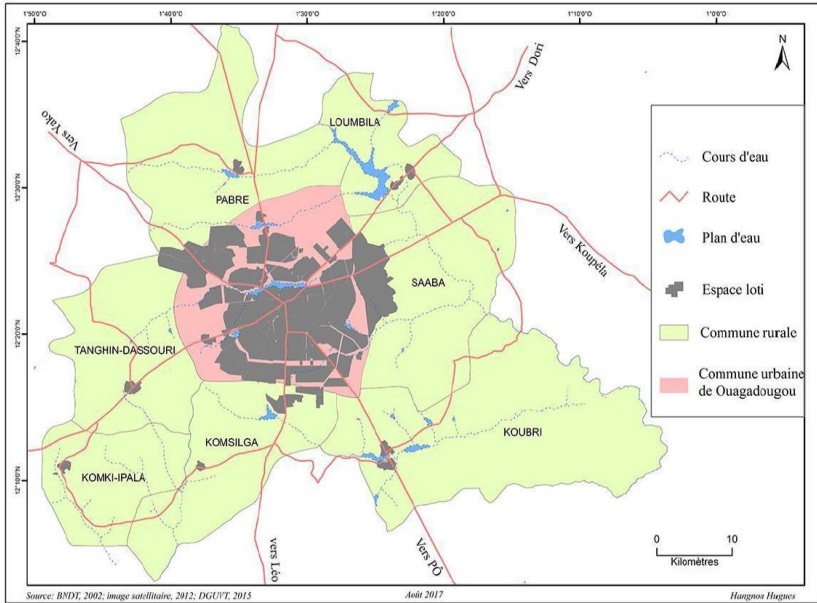 1°50'0"O 1°40'0"O 1°30'0"O 1°20'0"O 1°10'0"O 1°0'0"O
12°40'0"N
12°30'0"N
12°20'0"N
12°10'0"N
N
Vers Dori
LOUMBILA
Vers Yako
PABRE
Vers Koupéla
SAABA
TANGHIN-DASSOURI
KOMSILGA
KOUBRI
KOMKI-IPALA
vers Léo
Vers PÔ
Cours d'eau
Route
Plan d'eau
Espace loti
Commune rurale
Commune urbaine
de Ouagadougou
0 10
Kilomètres
Source: BNDT, 2002; image satellitaire, 2012; DGUVT, 2015 Août 2017 Hangnon Hugues